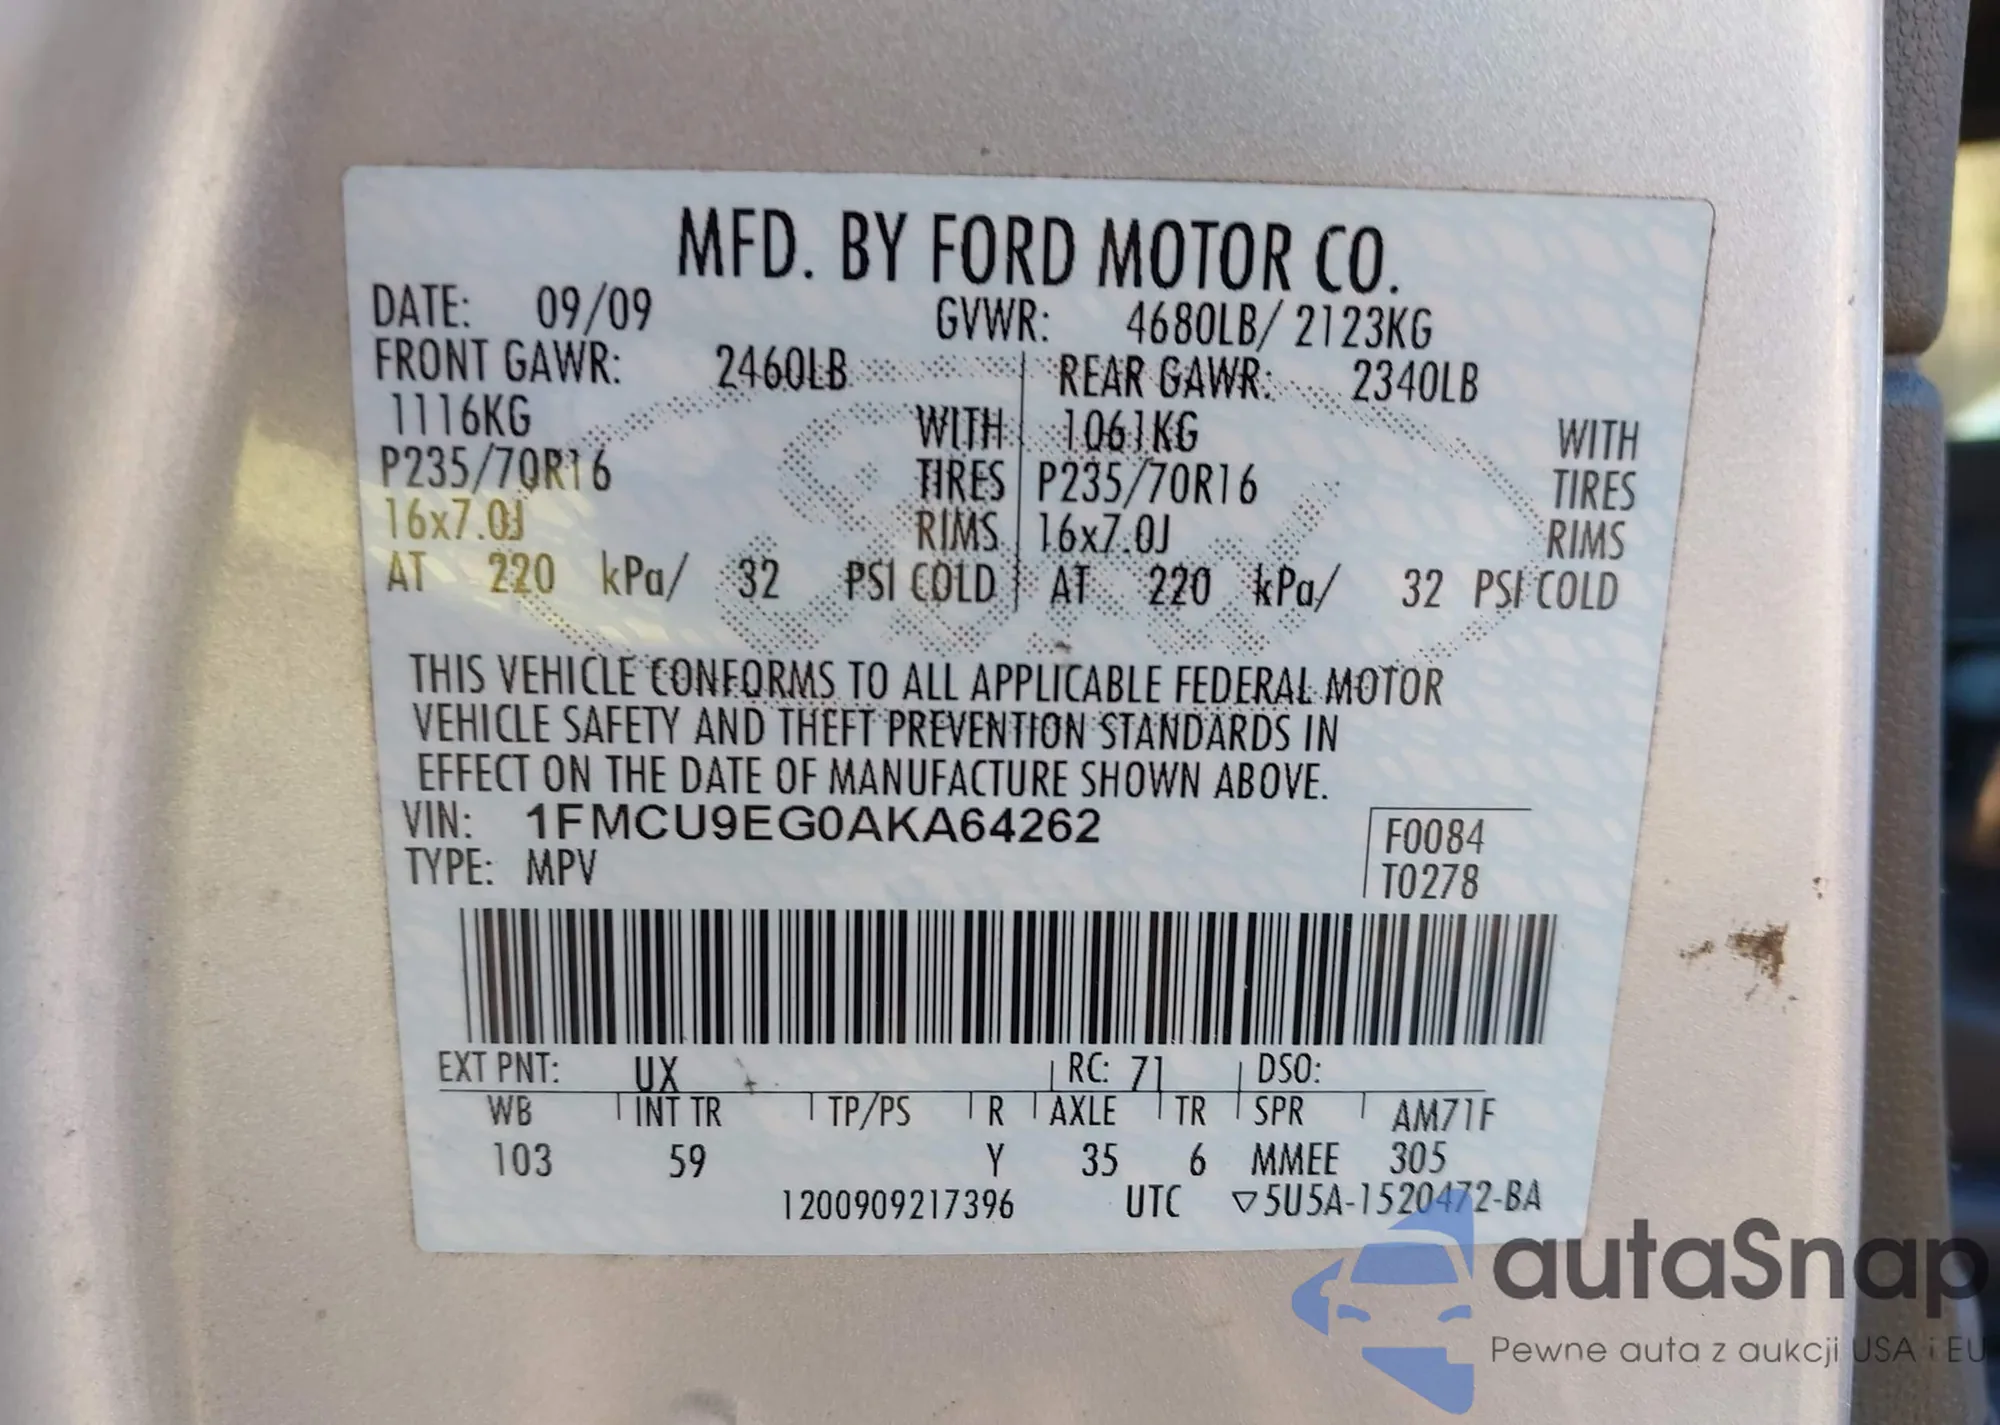 MFD. BY FORD MOTOR CO.
DATE: 09/09 GVWR: 4680LB/ 2123KG
FRONT GAWR: 2460LB REAR GAWR: 2340LB
1116KG WITH 1061KG WITH
P235/70R16 TIRES P235/70R16 TIRES
16x7.0J RIMS 16x7.0J RIMS
AT 220 kPa/ 32 PSI COLD AT 220 kPa/ 32 PSI COLD
THIS VEHICLE CONFORMS TO ALL APPLICABLE FEDERAL MOTOR
VEHICLE SAFETY AND THEFT PREVENTION STANDARDS IN
EFFECT ON THE DATE OF MANUFACTURE SHOWN ABOVE.
VIN: 1FMCU9EG0AKA64262 F0084
TYPE: MPV T0278
EXT PNT: UX RC: 71 DSO:
WB INT TR TP/PS R AXLE TR SPR AM71F
103 59 Y 35 6 MMEE 305
1200909217396 UTC ▽5U5A-1520472-BA
autaSnap
Pewne auta z aukcji USA i EU